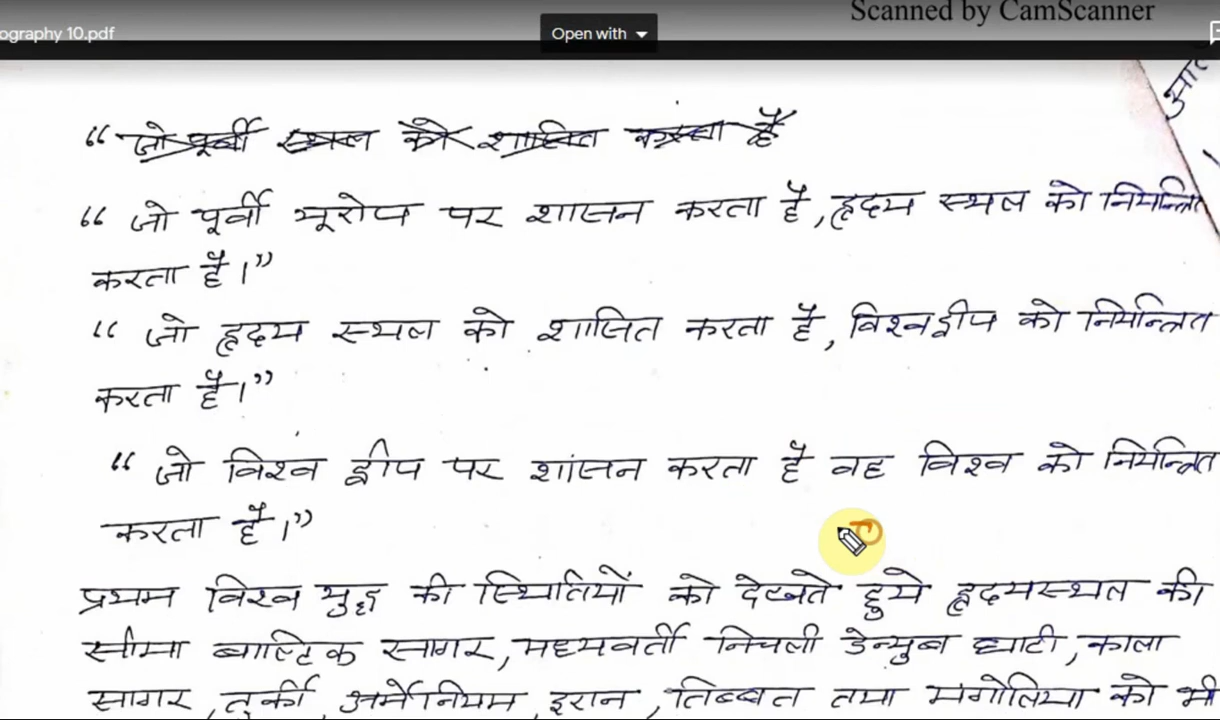 Scanned by CamScanner
ography 10.pdf
Open with
“ जो पूर्वी स्थल को शासित करता है
“ जो पूर्वी यूरोप पर शासन करता है, हृदय स्थल को नियन्त्रित
करता है।”
“ जो हृदय स्थल को शासित करता है, विश्वद्वीप को नियन्त्रित
करता है।”
“ जो विश्व द्वीप पर शासन करता है वह विश्व को नियन्त्रित
करता है।”
प्रथम विश्व युद्ध की स्थितियों को देखते हुये हृदयस्थल की
सीमा बाल्टिक सागर, मध्यवर्ती निचली डेन्युब घाटी, काला
सागर, तुर्की, अर्मेनियम, इरान, तिब्बत तथा मंगोलिया को भी